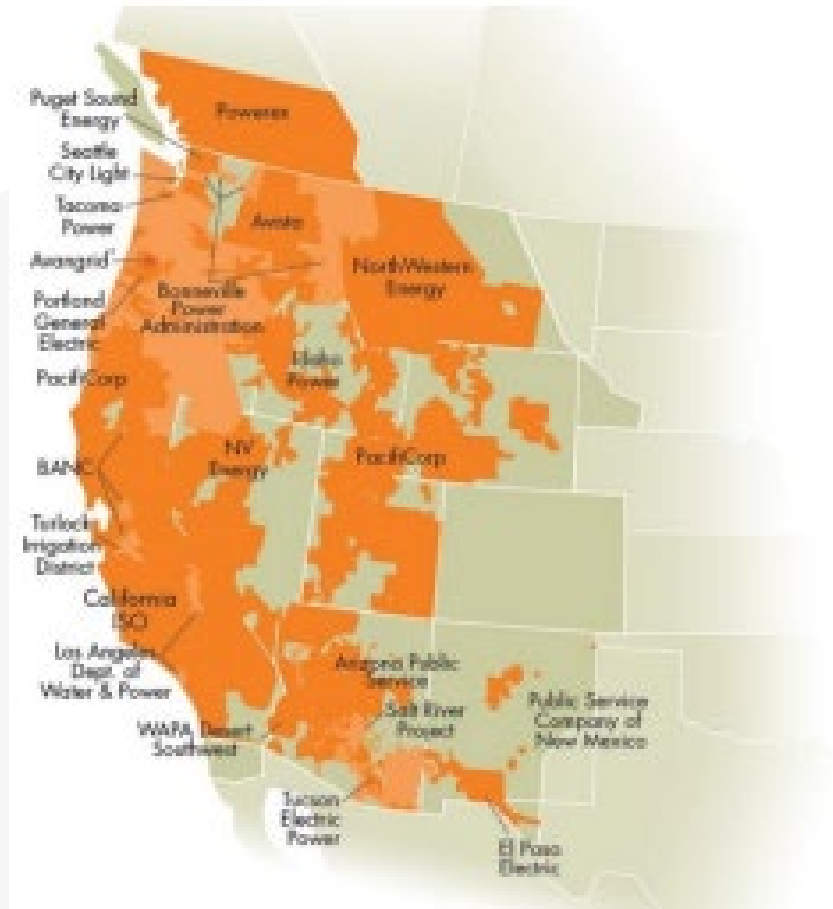 Puget Sound
Energy
Powerex
Seattle
City Light
Tacoma
Power
Avista
Avangrid
NorthWestern
Energy
Bonneville
Power
Administration
Portland
General
Electric
Idaho
Power
PacifiCorp
NV
Energy
PacifiCorp
BANC
Turlock
Irrigation
District
California
ISO
Los Angeles
Dept. of
Water & Power
Arizona Public
Service
Salt River
Project
Public Service
Company of
New Mexico
WAPA Desert
Southwest
Tucson
Electric
Power
El Paso
Electric